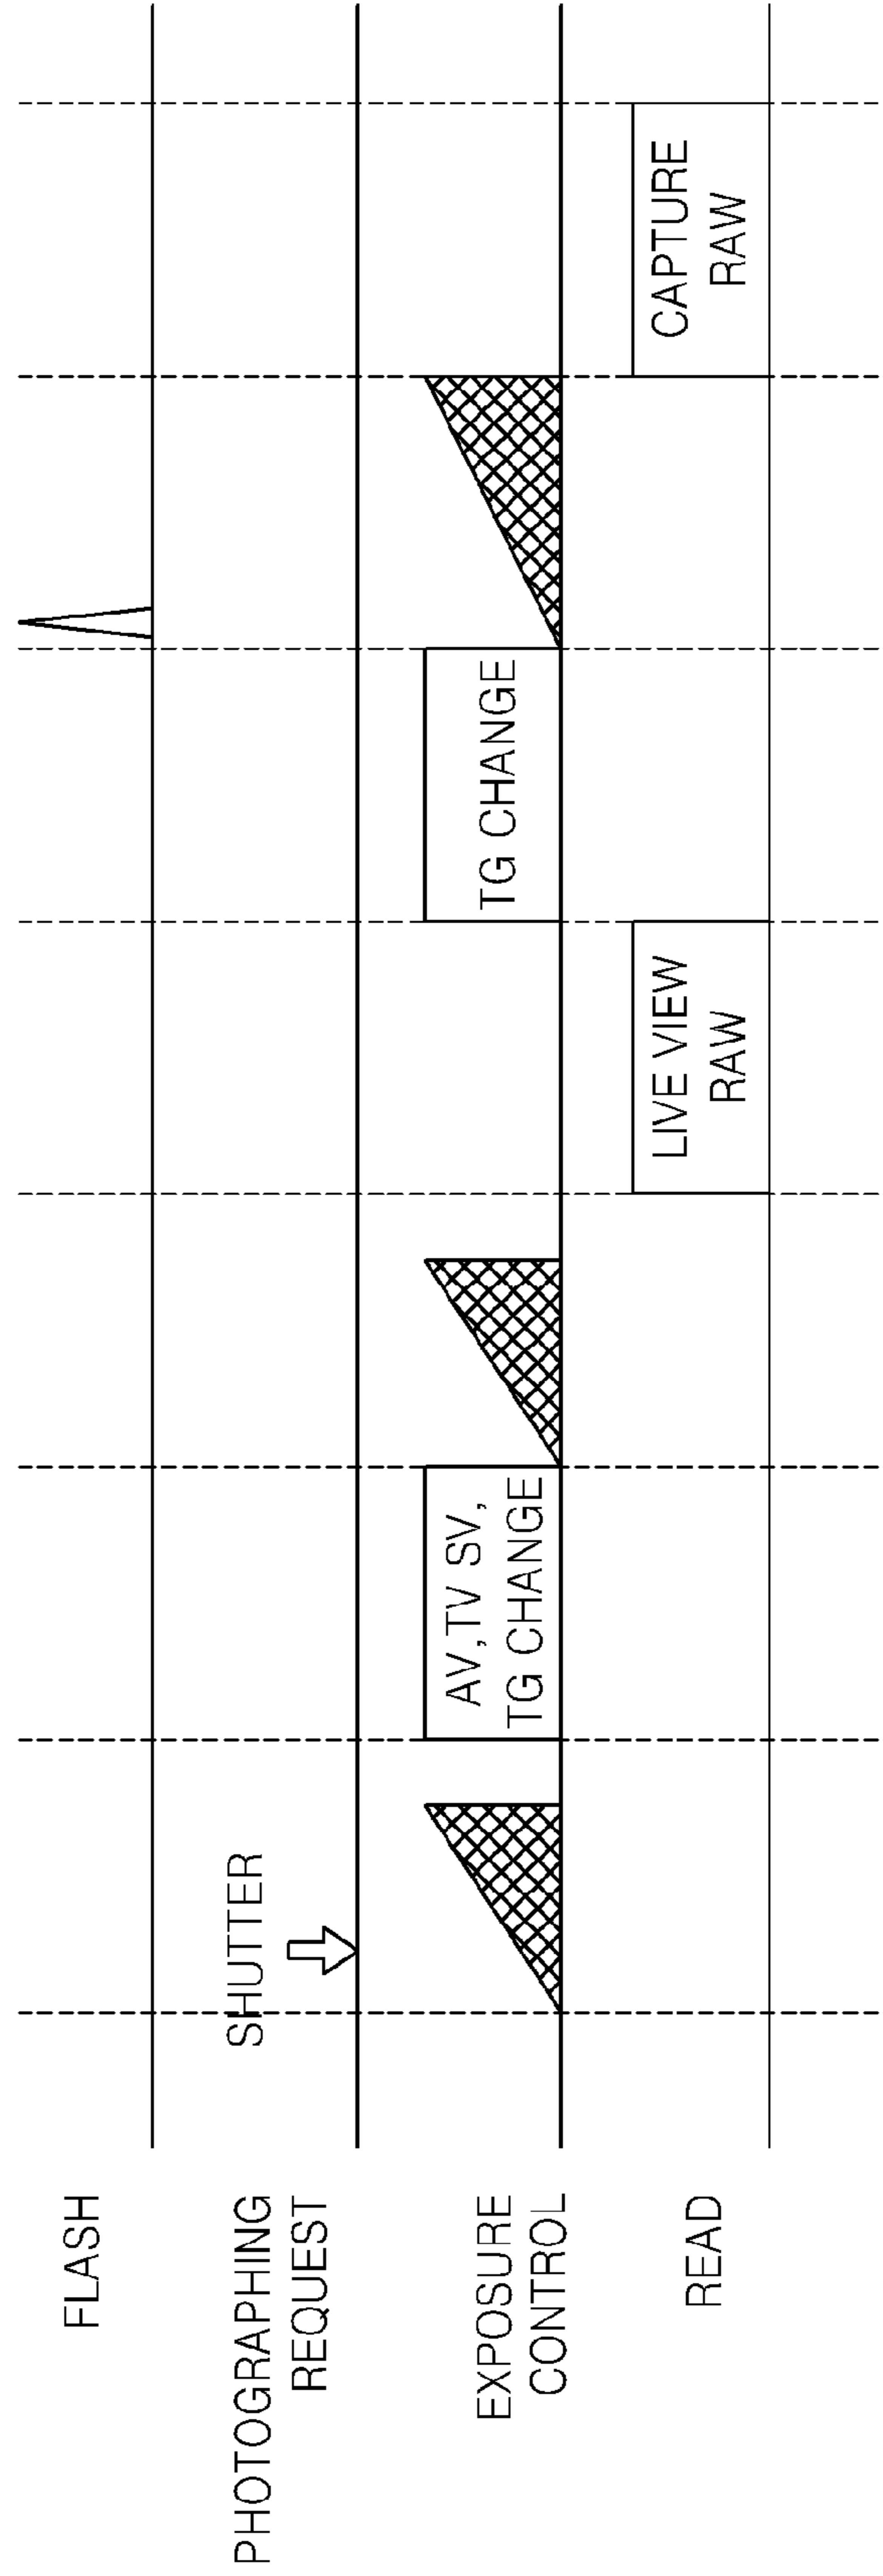 FLASH
PHOTOGRAPHING
REQUEST
SHUTTER
EXPOSURE
CONTROL
AV,TV SV,
TG CHANGE
TG CHANGE
READ
LIVE VIEW
RAW
CAPTURE
RAW